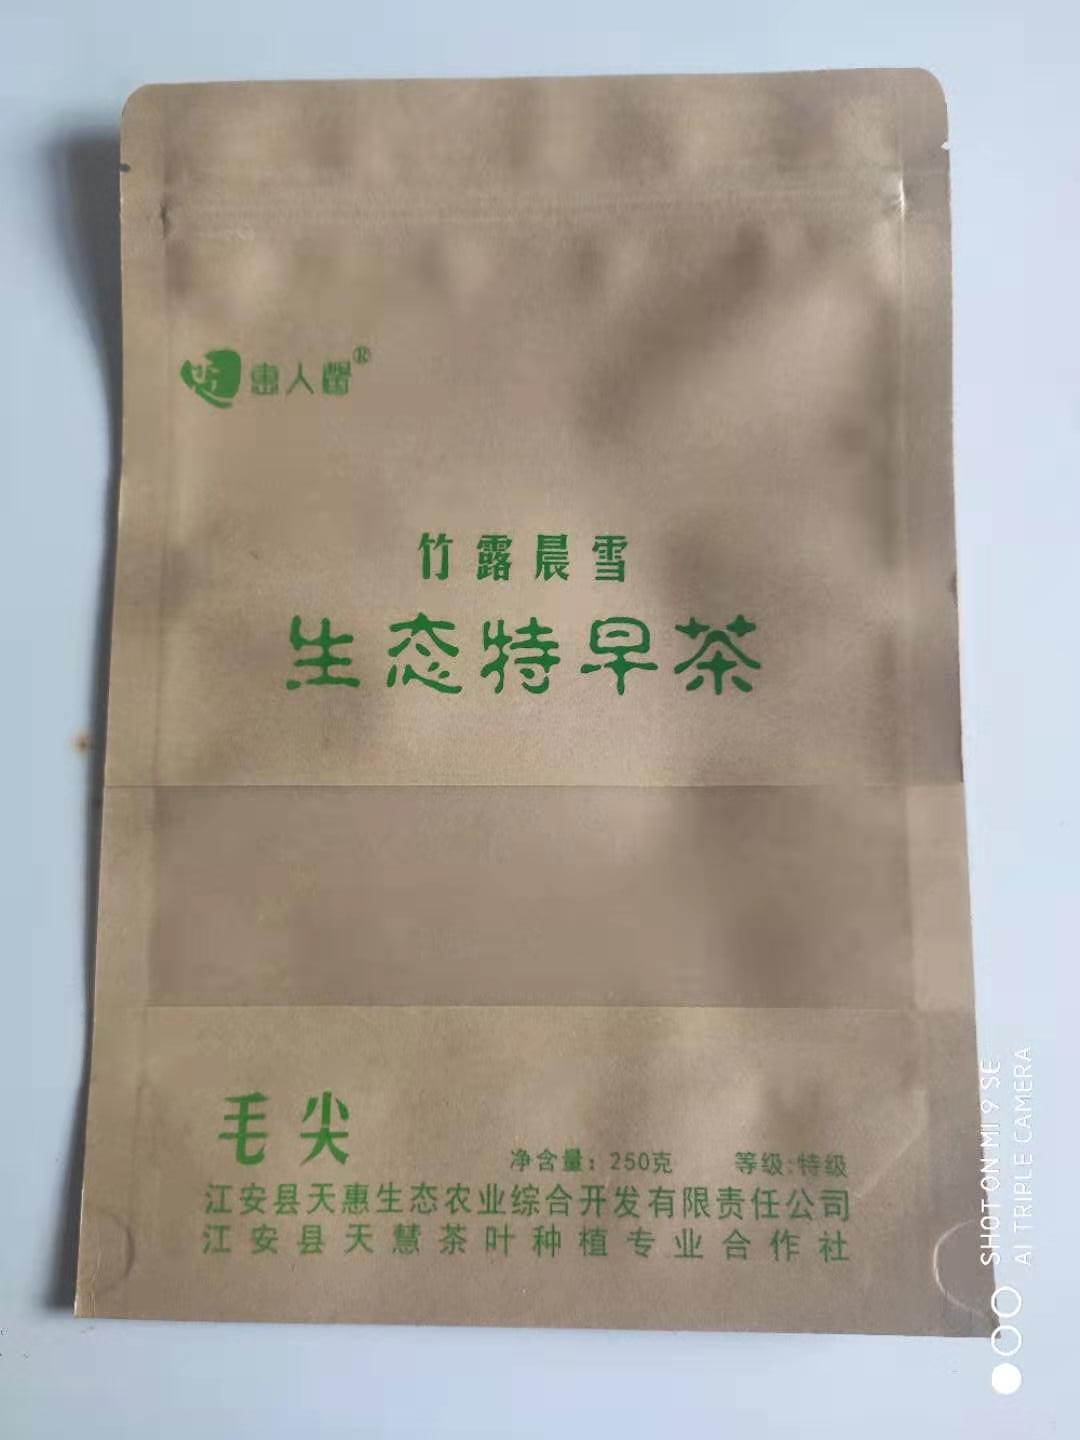 惠人馨®
竹露晨雪
生态特早茶
毛尖
净含量：250克 等级:特级
江安县天惠生态农业综合开发有限责任公司
江安县天慧茶叶种植专业合作社
SHOT ON MI 9 SE
AI TRIPLE CAMERA